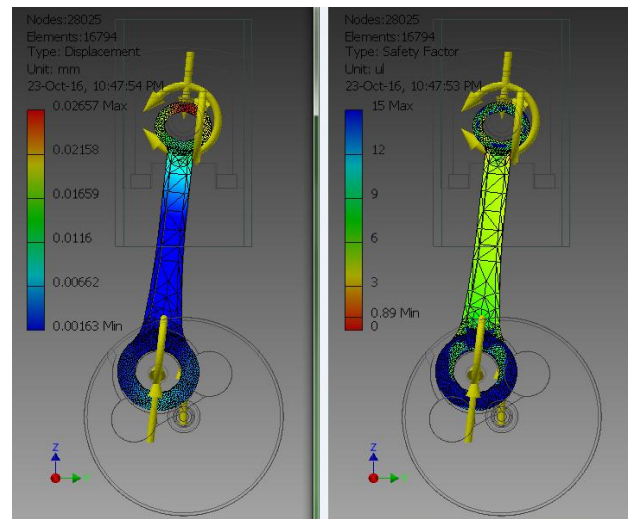 Nodes:28025
Elements:16794
Type: Displacement
Unit: mm
23-Oct-16, 10:47:54 PM
0.02657 Max
0.02158
0.01659
0.0116
0.00662
0.00163 Min
Z
Nodes:28025
Elements:16794
Type: Safety Factor
Unit: ul
23-Oct-16, 10:47:53 PM
15 Max
12
9
6
3
0.89 Min
0
Z